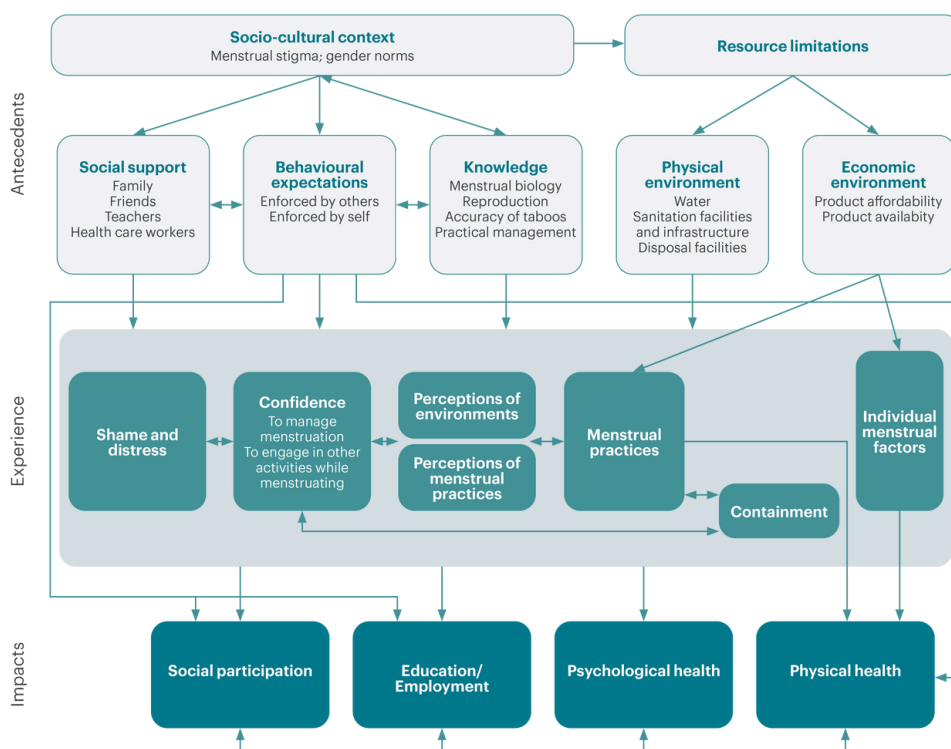 Socio-cultural context
Menstrual stigma; gender norms
Resource limitations
Antecedents
Social support
Family
Friends
Teachers
Health care workers
Behavioural
expectations
Enforced by others
Enforced by self
Knowledge
Menstrual biology
Reproduction
Accuracy of taboos
Practical management
Physical
environment
Water
Sanitation facilities
and infrastructure
Disposal facilities
Economic
environment
Product affordability
Product availabity
Experience
Shame and
distress
Confidence
To manage
menstruation
To engage in other
activities while
menstruating
Perceptions of
environments
Perceptions of
menstrual
practices
Menstrual
practices
Containment
Individual
menstrual
factors
Impacts
Social participation
Education/
Employment
Psychological health
Physical health